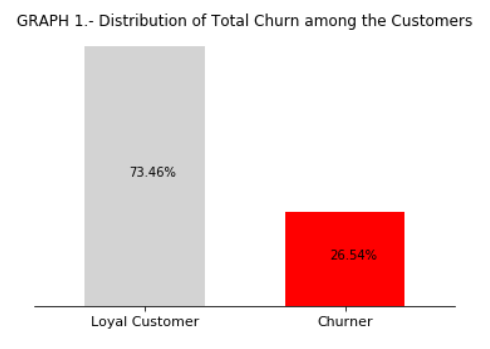 GRAPH 1.- Distribution of Total Churn among the Customers
73.46%
26.54%
Loyal Customer
Churner